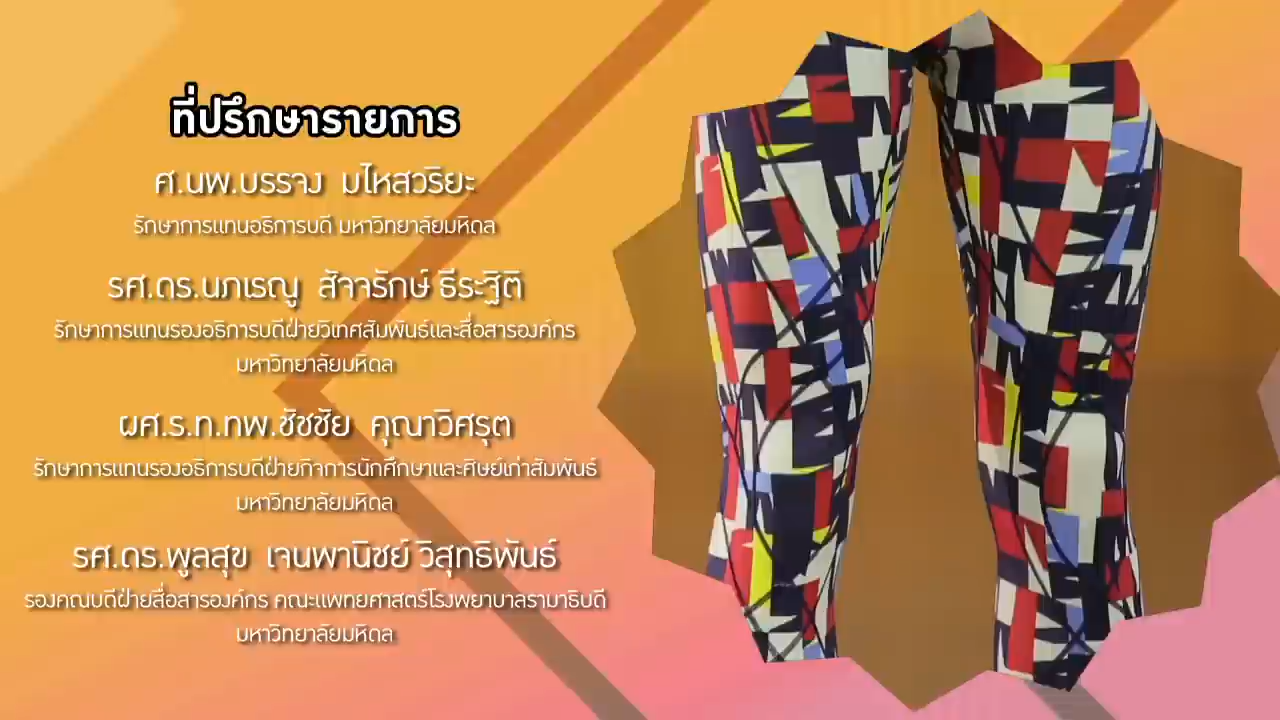 ที่ปรึกษารายการ
ศ.นพ.บรรจง มไหสวริยะ
รักษาการแทนอธิการบดี มหาวิทยาลัยมหิดล
รศ.ดร.นภเรณู สัจจรักษ์ ธีระฐิติ
รักษาการแทนรองอธิการบดีฝ่ายวิเทศสัมพันธ์และสื่อสารองค์กร
มหาวิทยาลัยมหิดล
ผศ.ร.ท.ทพ.ชัชชัย คุณาวิศรุต
รักษาการแทนรองอธิการบดีฝ่ายกิจการนักศึกษาและศิษย์เก่าสัมพันธ์
มหาวิทยาลัยมหิดล
รศ.ดร.พูลสุข เจนพานิชย์ วิสุทธิพันธ์
รองคณบดีฝ่ายสื่อสารองค์กร คณะแพทยศาสตร์โรงพยาบาลรามาธิบดี
มหาวิทยาลัยมหิดล